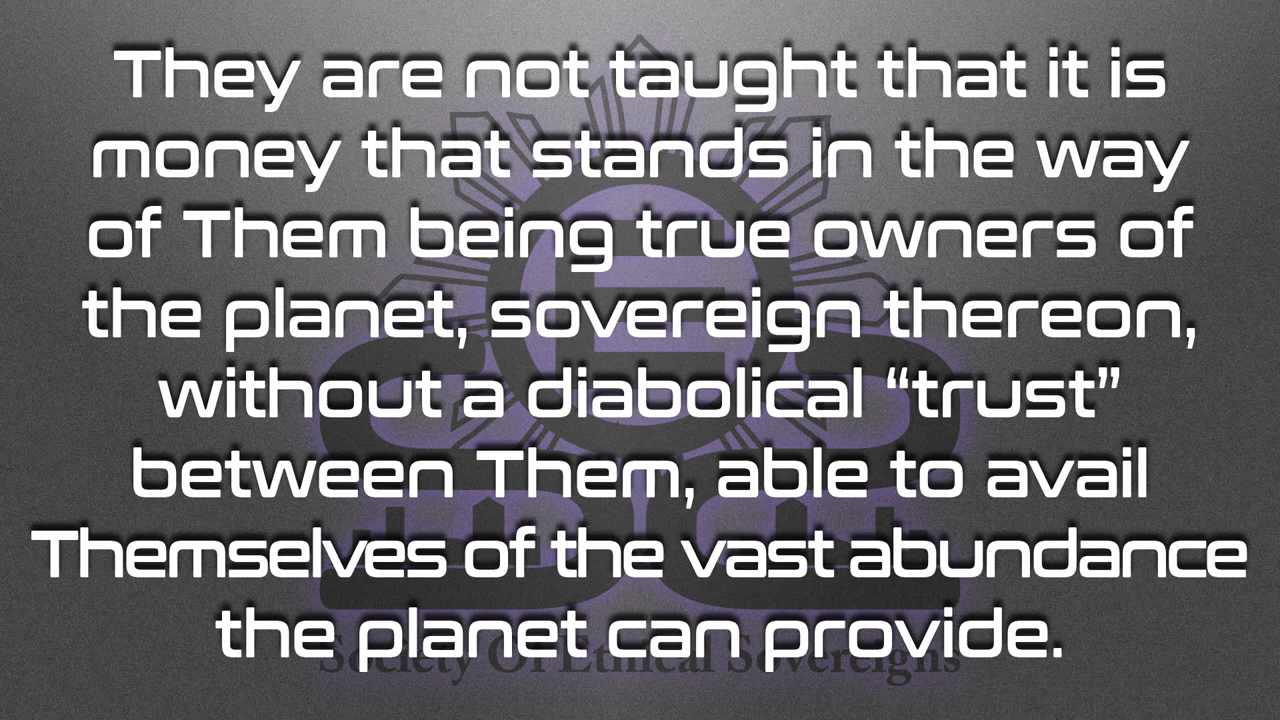 They are not taught that it is
money that stands in the way
of Them being true owners of
the planet, sovereign thereon,
without a diabolical “trust”
between Them, able to avail
Themselves of the vast abundance
the planet can provide.
Society Of Ethical Sovereigns